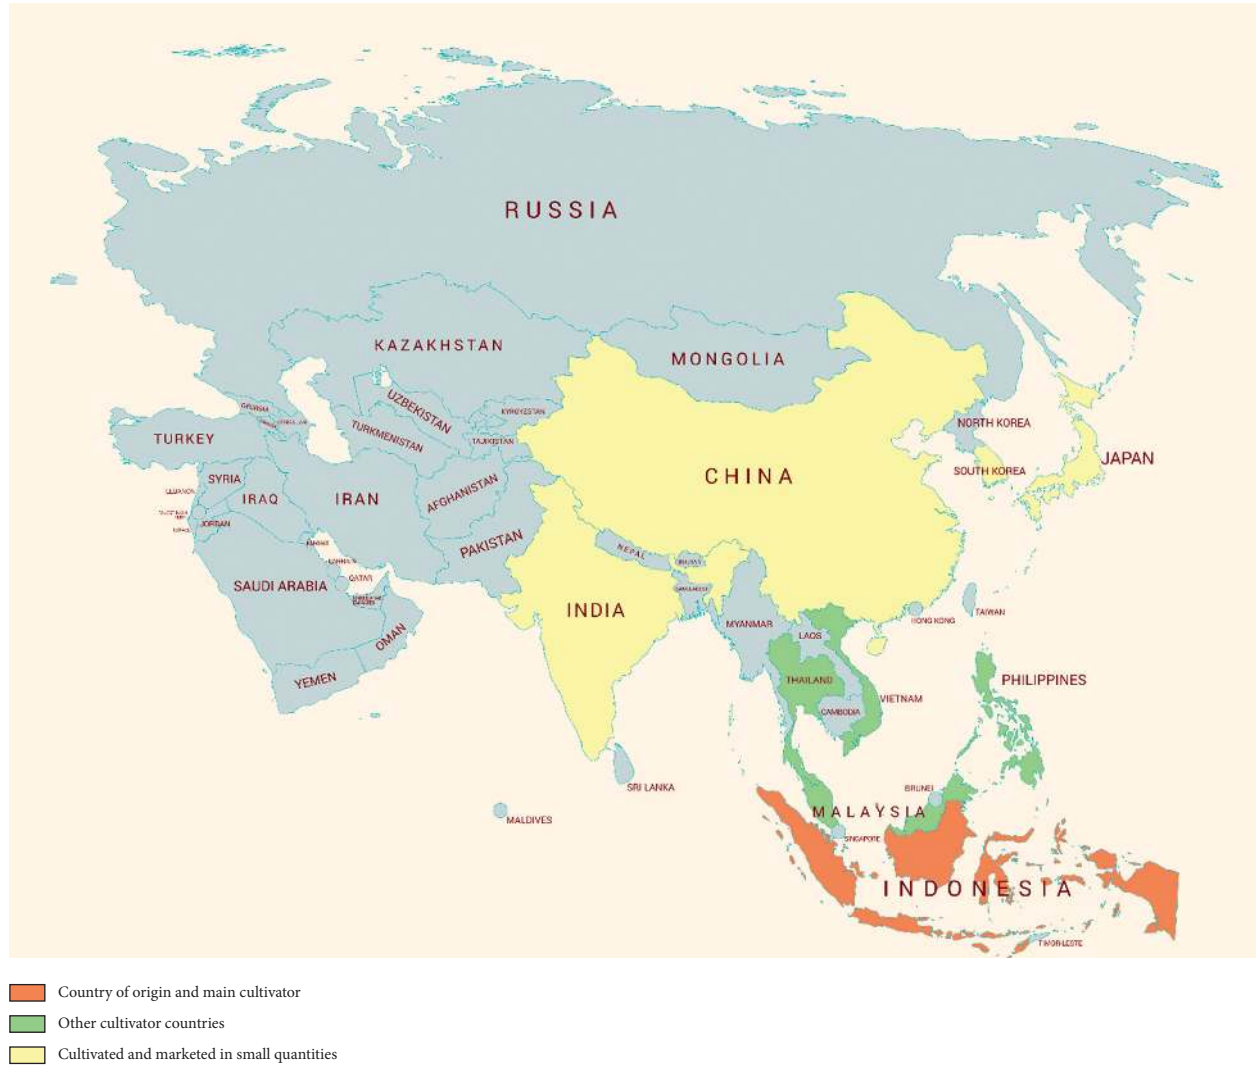 RUSSIA
KAZAKHSTAN
MONGOLIA
UZBEKISTAN
KYRGYESTAN
GEORGIA
TURKMENISTAN
TAJIKISTAN
NORTH KOREA
TURKEY
JAPAN
SOUTH KOREA
CHINA
SYRIA
AFGHANISTAN
IRAQ
IRAN
JORDAN
PAKISTAN
NEPAL
QATAR
SAUDI ARABIA
INDIA
TAIWAN
HONG KONG
MYANMAR
LAOS
OMAN
YEMEN
THAILAND
PHILIPPINES
VIETNAM
CAMBODIA
SRI LANKA
BRUNEI
MALDIVES
MALAYSIA
SINGAPORE
INDONESIA
TIMOR-LESTE
Country of origin and main cultivator
Other cultivator countries
Cultivated and marketed in small quantities